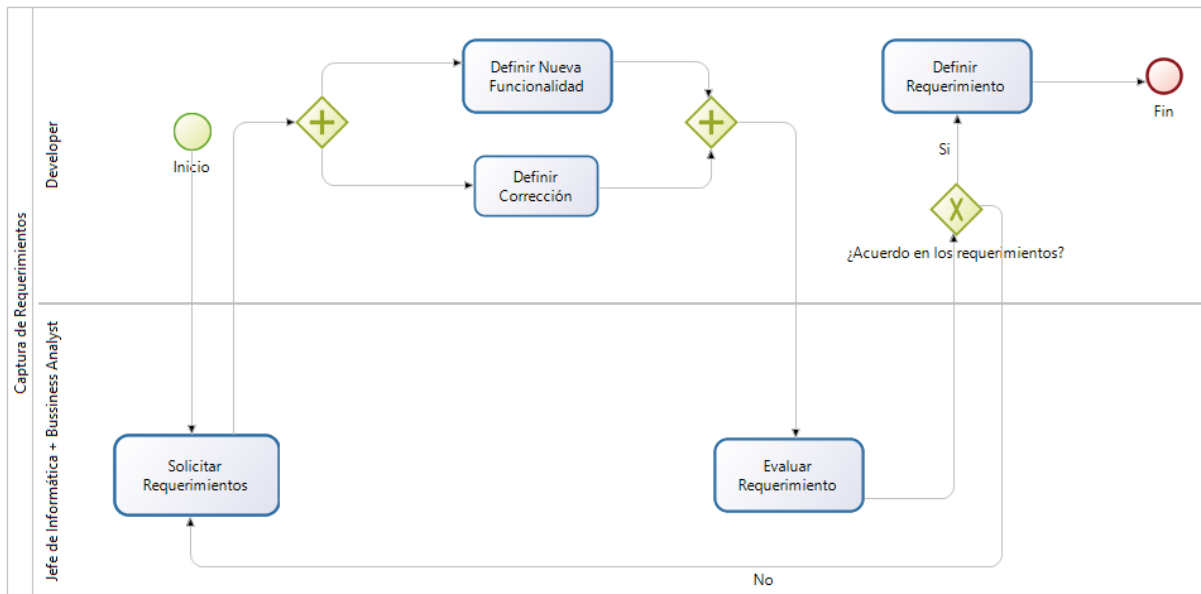 Captura de Requerimientos
Developer
Inicio
Definir Nueva
Funcionalidad
Definir
Corrección
Definir
Requerimiento
Fin
Si
¿Acuerdo en los requerimientos?
Jefe de Informática + Bussiness Analyst
Solicitar
Requerimientos
Evaluar
Requerimiento
No